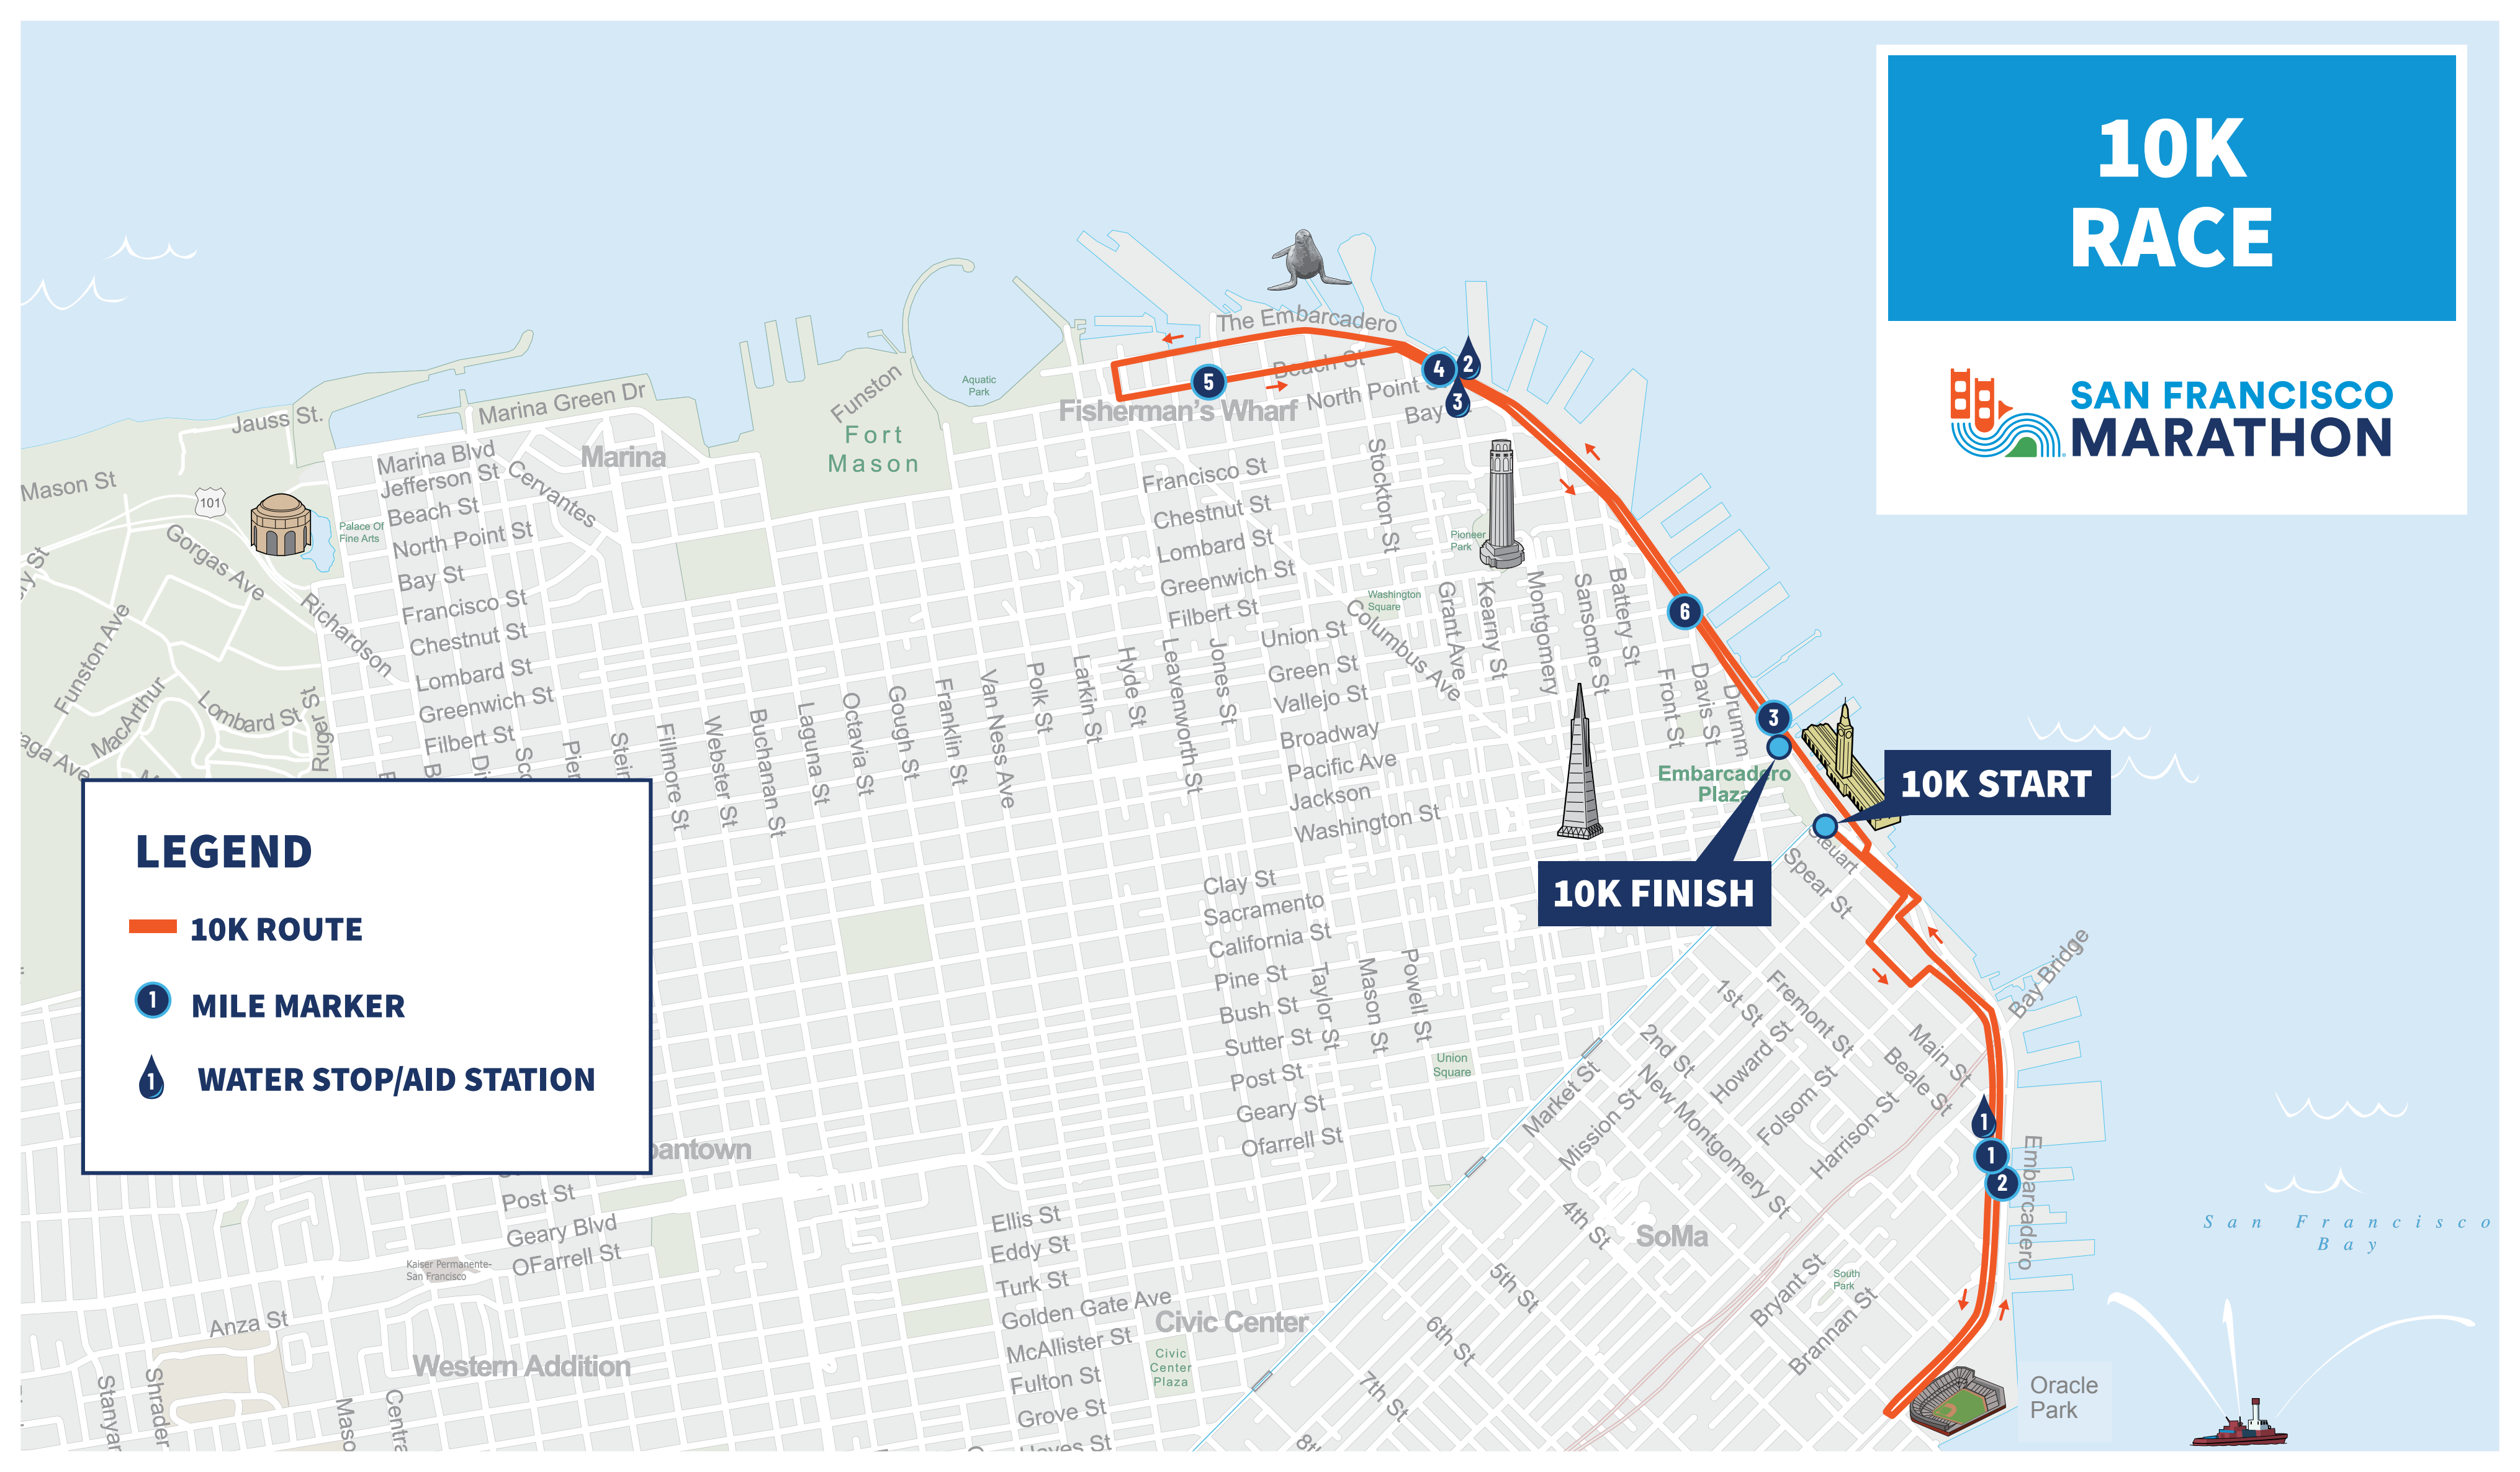 10K
RACE
SAN FRANCISCO
MARATHON
The Embarcadero
Beach St
North Point
Bay
Fisherman's Wharf
Aquatic
Park
Funston
Fort
Mason
Marina Green Dr
Jauss St.
Marina Blvd
Jefferson St
Cervantes
Marina
Mason St
101
Palace Of
Fine Arts
Beach St
North Point St
Bay St
Francisco St
Chestnut St
Lombard St
Greenwich St
Filbert St
Gorgas Ave
Richardson
Funston Ave
MacArthur
Lombard St
Ruger St
Francisco St
Chestnut St
Lombard St
Greenwich St
Filbert St
Union St
Green St
Vallejo St
Broadway
Pacific Ave
Jackson
Washington St
Clay St
Sacramento
California St
Pine St
Bush St
Sutter St
Post St
Geary St
Ofarrell St
Stockton St
Pioneer
Park
Washington
Square
Columbus Ave
Grant Ave
Kearny St
Montgomery
Sansome St
Battery St
Front St
Davis St
Drumm
Fillmore St
Webster St
Buchanan St
Laguna St
Octavia St
Gough St
Franklin St
Van Ness Ave
Polk St
Larkin St
Hyde St
Leavenworth St
Jones St
Taylor St
Mason St
Powell St
Union
Square
4
2
3
5
6
3
Embarcadero
Plaza
10K START
10K FINISH
Spear St
1st St
Fremont St
2nd St
Howard St
New Montgomery St
Folsom St
Main St
Beale St
Harrison St
Market St
Mission St
Bay Bridge
1
1
2
Embarcadero
4th St
SoMa
5th St
6th St
7th St
Bryant St
South
Park
Brannan St
Oracle
Park
San Francisco
Bay
LEGEND
10K ROUTE
1 MILE MARKER
1 WATER STOP/AID STATION
Post St
Geary Blvd
OFarrell St
Kaiser Permanente-
San Francisco
Anza St
Western Addition
Ellis St
Eddy St
Turk St
Golden Gate Ave
McAllister St
Fulton St
Grove St
Civic Center
Civic
Center
Plaza
Shrader